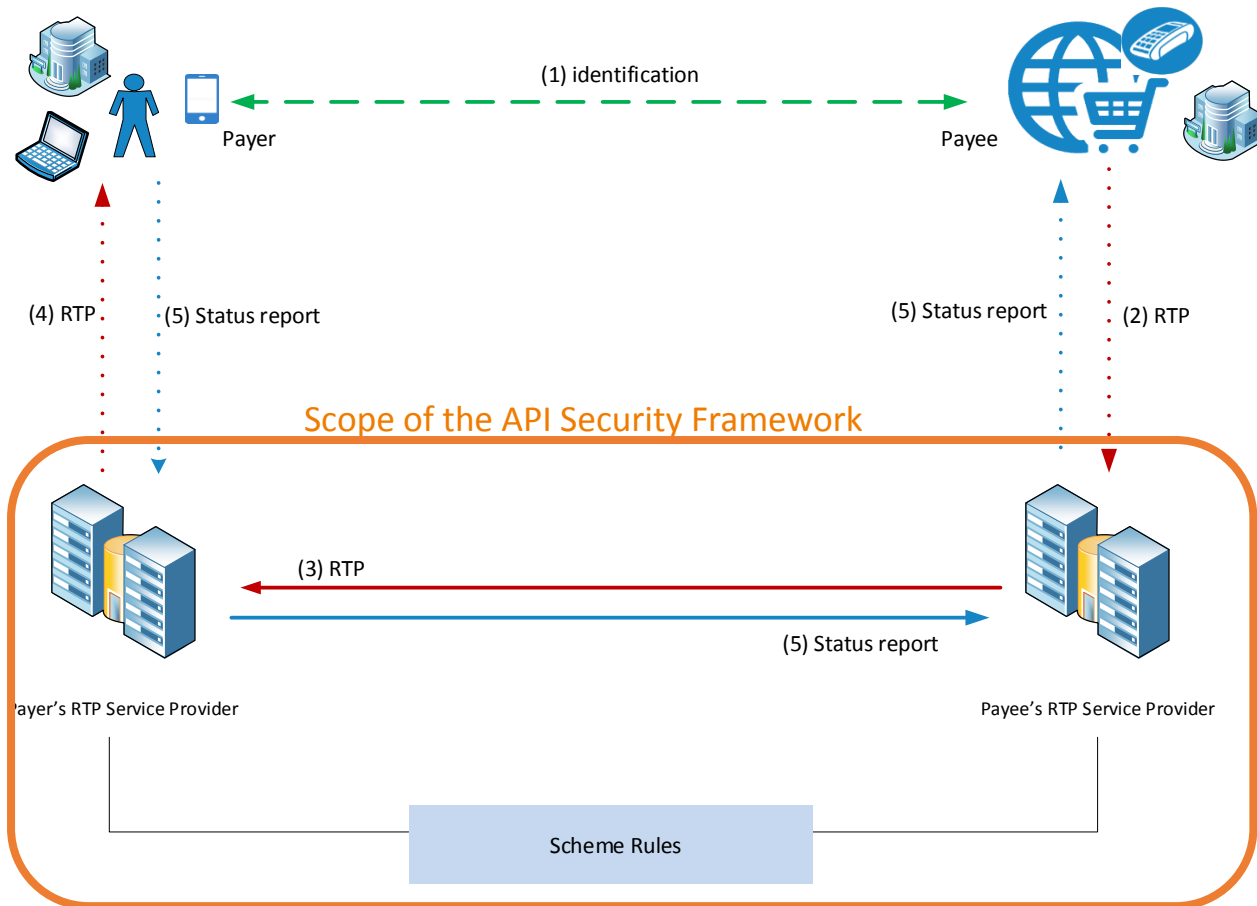 (1) identification
Payer
Payee
(4) RTP
(5) Status report
(5) Status report
(2) RTP
Scope of the API Security Framework
(3) RTP
(5) Status report
Payer’s RTP Service Provider
Payee’s RTP Service Provider
Scheme Rules